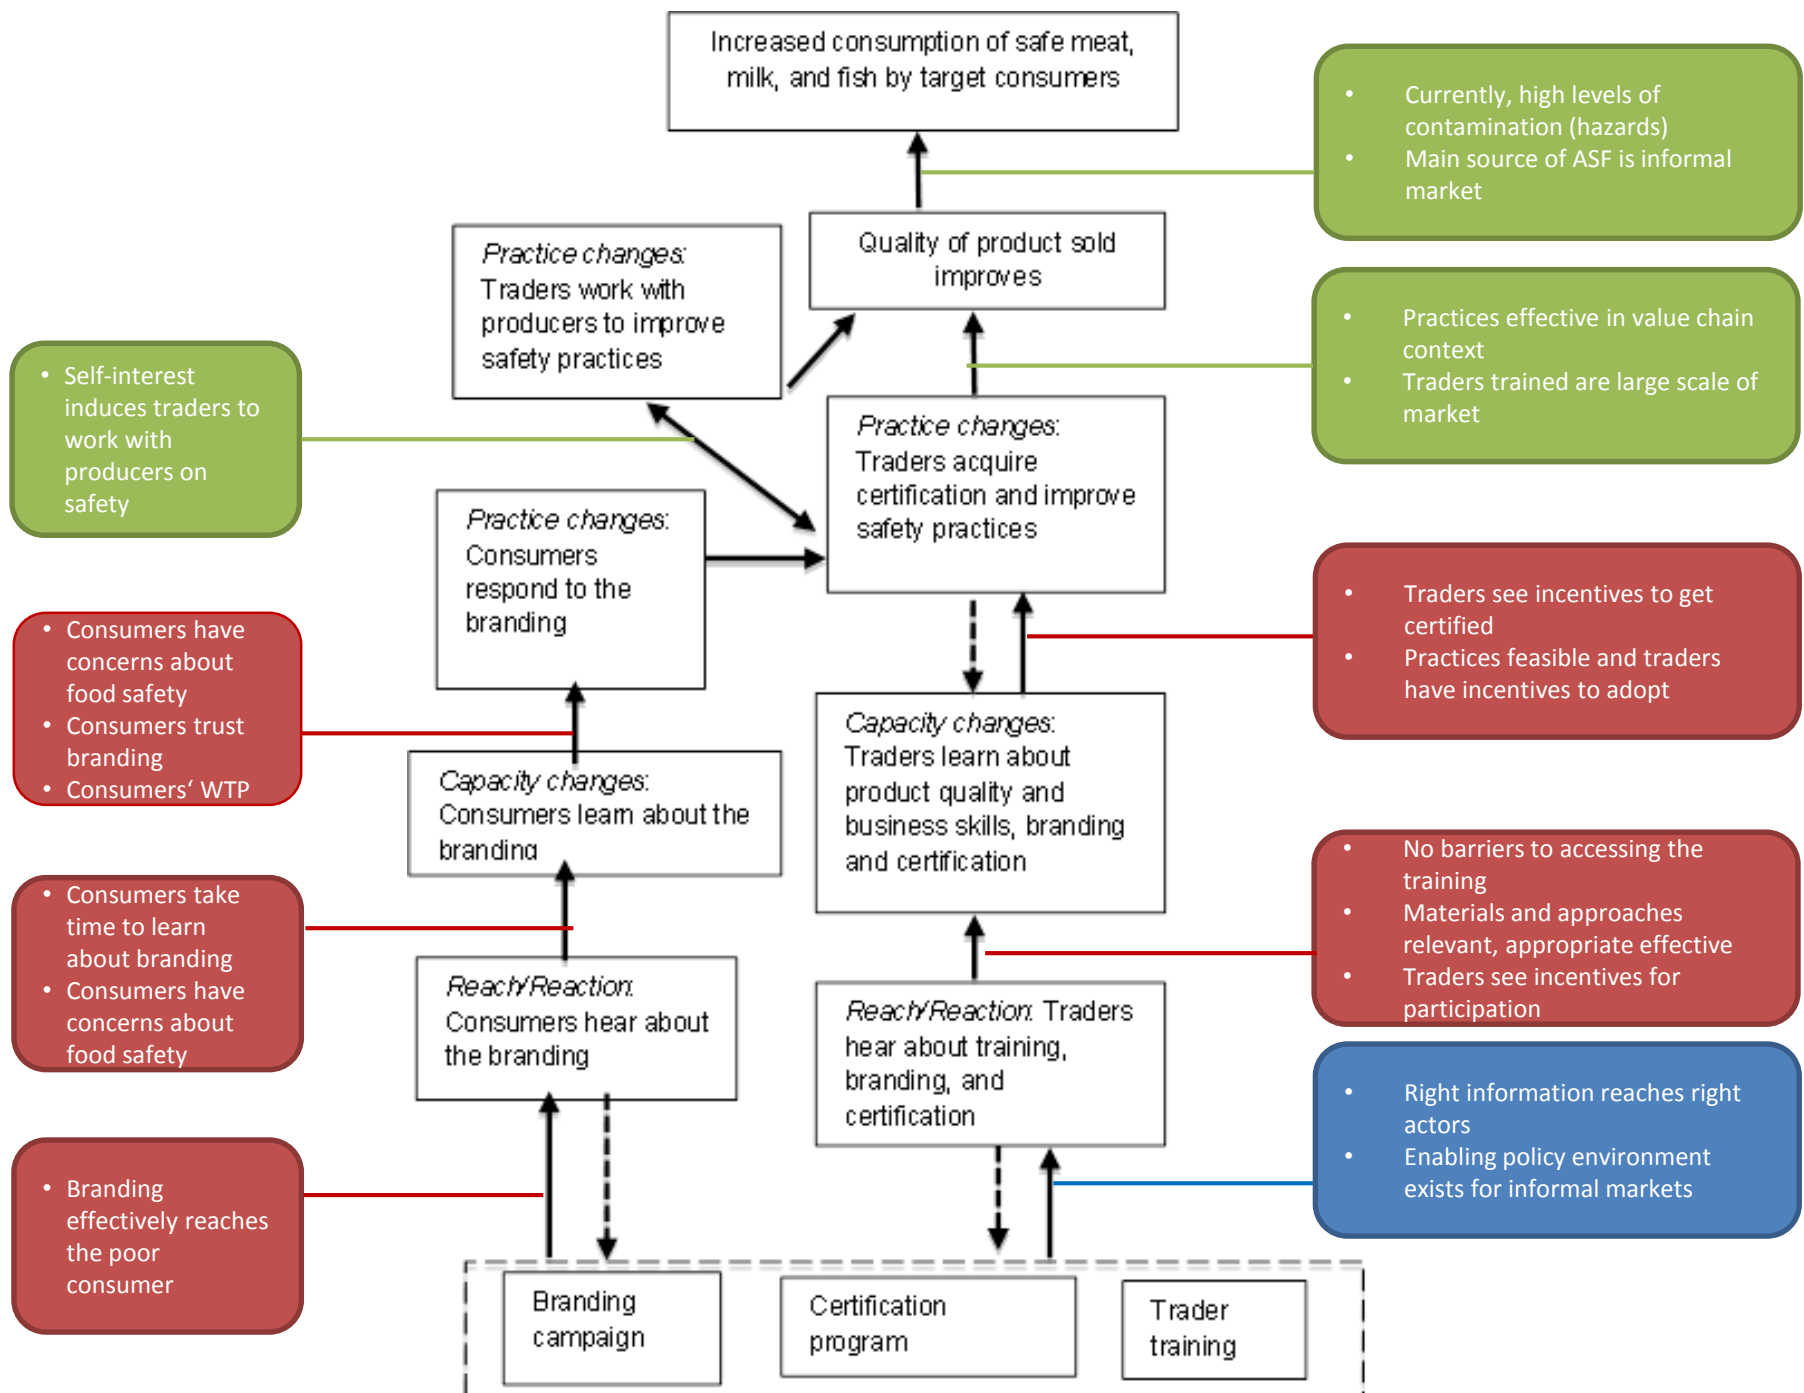 Increased consumption of safe meat,
milk, and fish by target consumers
• Currently, high levels of
contamination (hazards)
• Main source of ASF is informal
market
Practice changes:
Traders work with
producers to improve
safety practices
Quality of product sold
improves
• Practices effective in value chain
context
• Traders trained are large scale of
market
• Self-interest
induces traders to
work with
producers on
safety
Practice changes:
Traders acquire
certification and improve
safety practices
Practice changes:
Consumers
respond to the
branding
• Traders see incentives to get
certified
• Practices feasible and traders
have incentives to adopt
• Consumers have
concerns about
food safety
• Consumers trust
branding
• Consumers‘ WTP
Capacity changes:
Consumers learn about the
branding
Capacity changes:
Traders learn about
product quality and
business skills, branding
and certification
• No barriers to accessing the
training
• Materials and approaches
relevant, appropriate effective
• Traders see incentives for
participation
• Consumers take
time to learn
about branding
• Consumers have
concerns about
food safety
Reach/Reaction:
Consumers hear about
the branding
Reach/Reaction: Traders
hear about training,
branding, and
certification
• Right information reaches right
actors
• Enabling policy environment
exists for informal markets
• Branding
effectively reaches
the poor
consumer
Branding
campaign
Certification
program
Trader
training